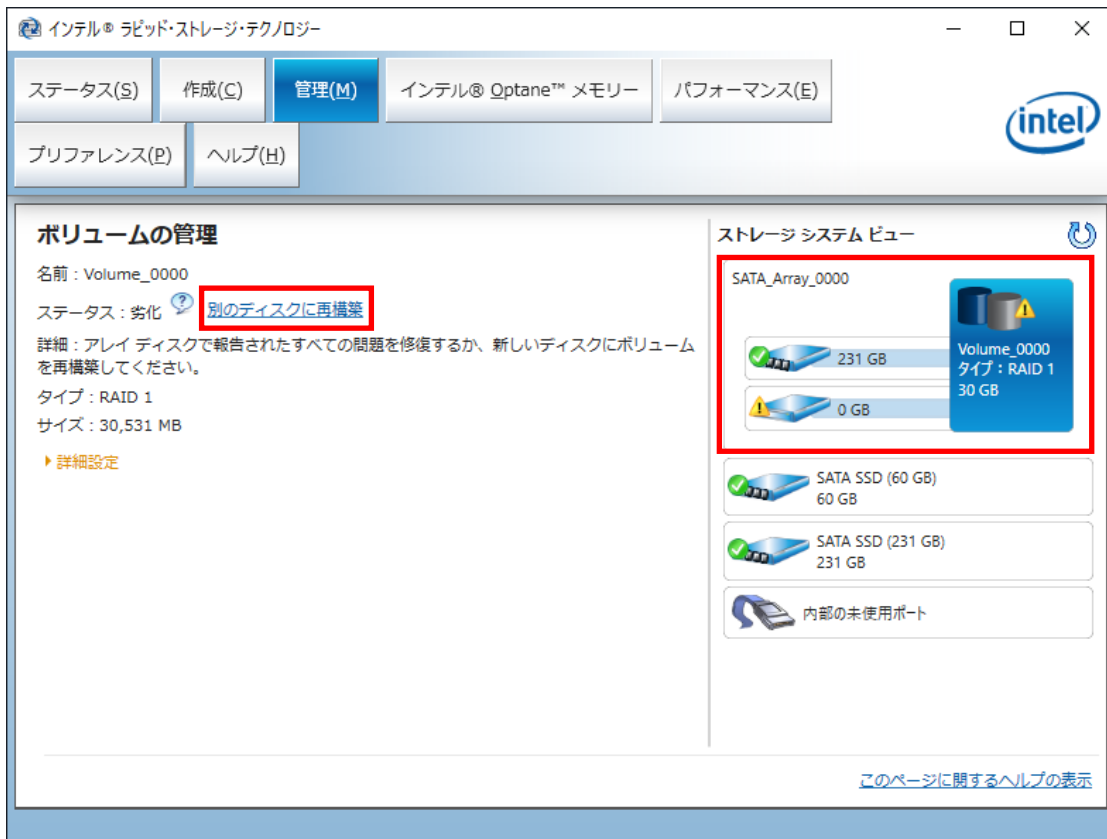 インテル® ラピッド・ストレージ・テクノロジー
ステータス(S)
作成(C)
管理(M)
インテル® Optane™ メモリー
パフォーマンス(E)
プリファレンス(P)
ヘルプ(H)
intel
ボリュームの管理
名前 : Volume_0000
ステータス : 劣化 ? 別のディスクに再構築
詳細 : アレイ ディスクで報告されたすべての問題を修復するか、新しいディスクにボリューム
を再構築してください。
タイプ : RAID 1
サイズ : 30,531 MB
詳細設定
ストレージ システム ビュー
SATA_Array_0000
231 GB
0 GB
Volume_0000
タイプ : RAID 1
30 GB
SATA SSD (60 GB)
60 GB
SATA SSD (231 GB)
231 GB
内部の未使用ポート
このページに関するヘルプの表示